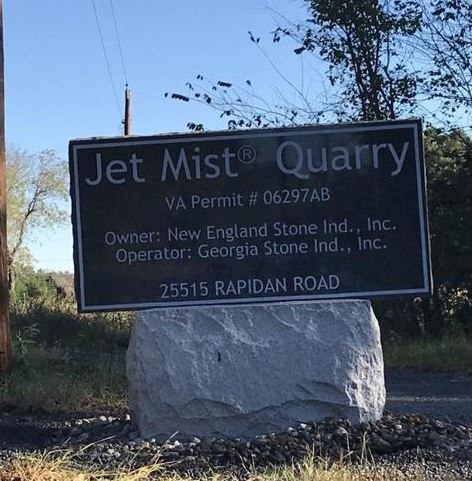 Jet Mist® Quarry
VA Permit # 06297AB
Owner: New England Stone Ind., Inc.
Operator: Georgia Stone Ind., Inc.
25515 RAPIDAN ROAD